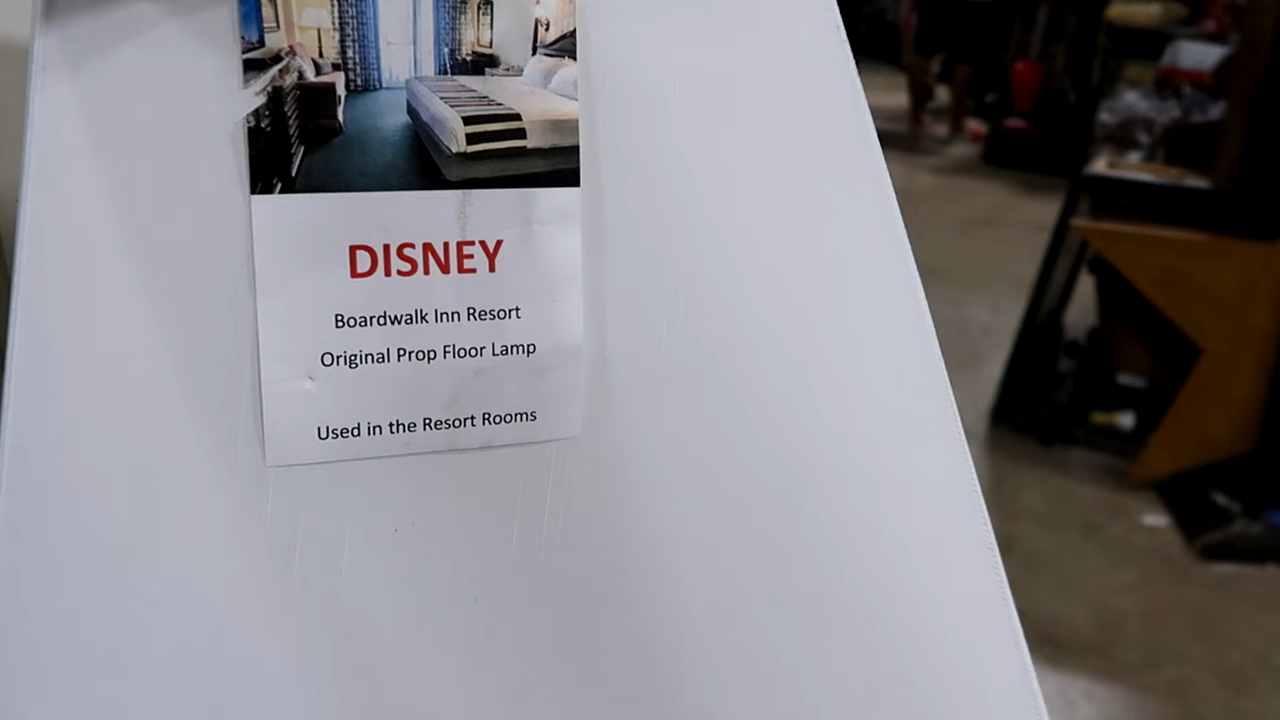 DISNEY
Boardwalk Inn Resort
Original Prop Floor Lamp
Used in the Resort Rooms